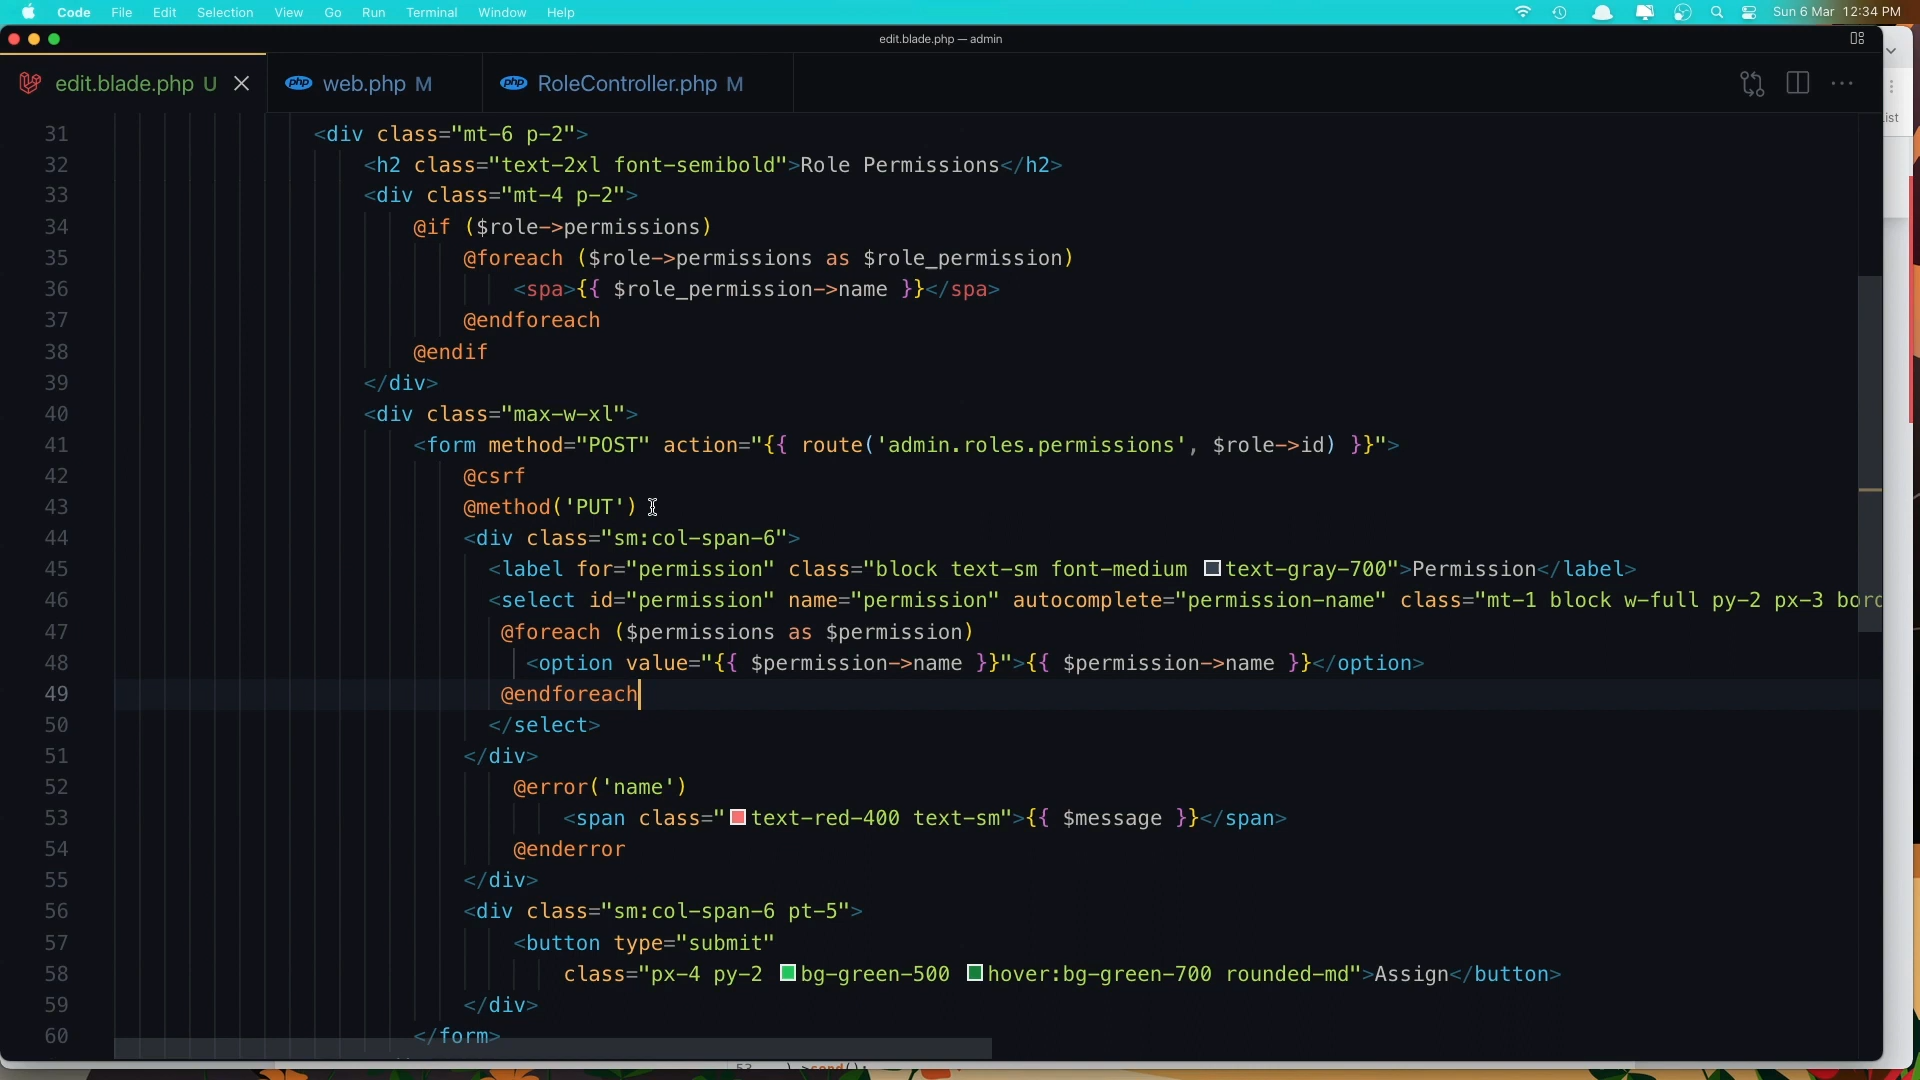 Code File Edit Selection View Go Run Terminal Window Help Sun 6 Mar 12:34 PM
edit.blade.php — admin
edit.blade.php U web.php M RoleController.php M
31 <div class="mt-6 p-2">
32 <h2 class="text-2xl font-semibold">Role Permissions</h2>
33 <div class="mt-4 p-2">
34 @if ($role->permissions)
35 @foreach ($role->permissions as $role_permission)
36 <spa>{{ $role_permission->name }}</spa>
37 @endforeach
38 @endif
39 </div>
40 <div class="max-w-xl">
41 <form method="POST" action="{{ route('admin.roles.permissions', $role->id) }}">
42 @csrf
43 @method('PUT')
44 <div class="sm:col-span-6">
45 <label for="permission" class="block text-sm font-medium text-gray-700">Permission</label>
46 <select id="permission" name="permission" autocomplete="permission-name" class="mt-1 block w-full py-2 px-3 bord
47 @foreach ($permissions as $permission)
48 <option value="{{ $permission->name }}">{{ $permission->name }}</option>
49 @endforeach
50 </select>
51 </div>
52 @error('name')
53 <span class="text-red-400 text-sm">{{ $message }}</span>
54 @enderror
55 </div>
56 <div class="sm:col-span-6 pt-5">
57 <button type="submit"
58 class="px-4 py-2 bg-green-500 hover:bg-green-700 rounded-md">Assign</button>
59 </div>
60 </form>